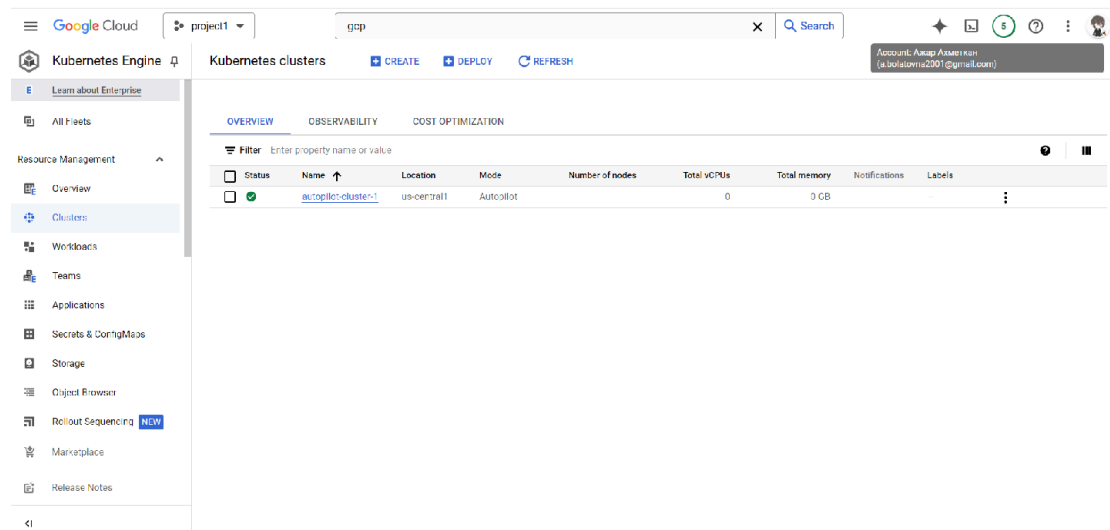 Google Cloud
project1
gcp
Search
5
Account: Ажар Ахметкан
(a.bolatovna2001@gmail.com)
Kubernetes Engine
Kubernetes clusters
CREATE
DEPLOY
REFRESH
E Learn about Enterprise
All Fleets
OVERVIEW
OBSERVABILITY
COST OPTIMIZATION
Filter Enter property name or value
Resource Management
Status Name Location Mode Number of nodes Total vCPUs Total memory Notifications Labels
autopilot-cluster-1 us-central1 Autopilot 0 0 GB —
Overview
Clusters
Workloads
Teams
Applications
Secrets & ConfigMaps
Storage
Object Browser
Rollout Sequencing NEW
Marketplace
Release Notes